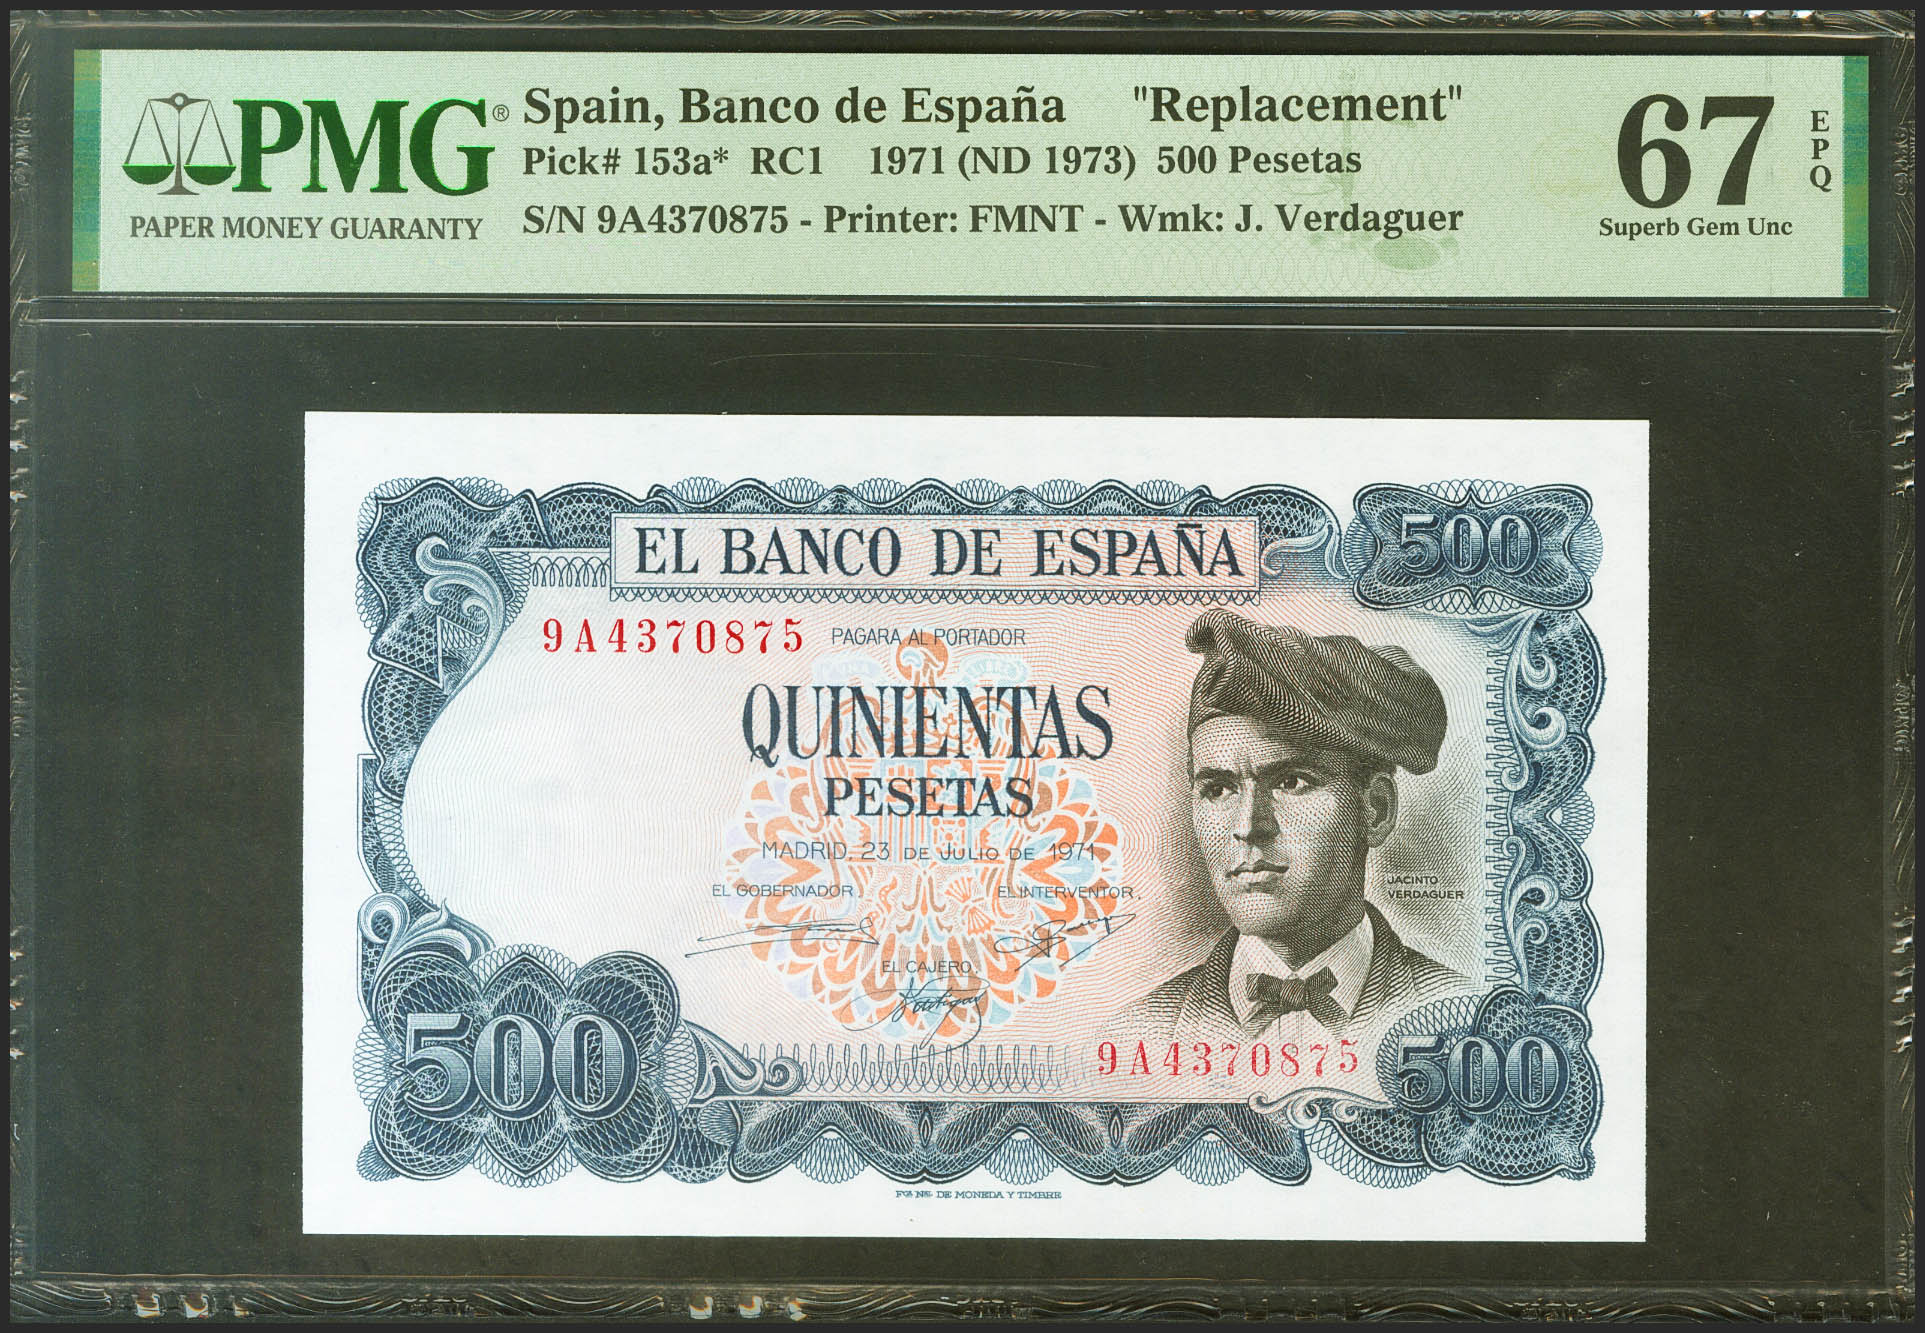 PMG® Spain, Banco de España "Replacement"
Pick# 153a* RC1 1971 (ND 1973) 500 Pesetas
PAPER MONEY GUARANTY S/N 9A4370875 - Printer: FMNT - Wmk: J. Verdaguer
67
EPQ
Superb Gem Unc
EL BANCO DE ESPAÑA
500
9A4370875
PAGARA AL PORTADOR
QUINIENTAS
PESETAS
MADRID, 23 DE JULIO DE 1971
EL GOBERNADOR,
EL INTERVENTOR,
JACINTO
VERDAGUER
EL CAJERO,
500
9A4370875
500
FCA. NAL. DE MONEDA Y TIMBRE